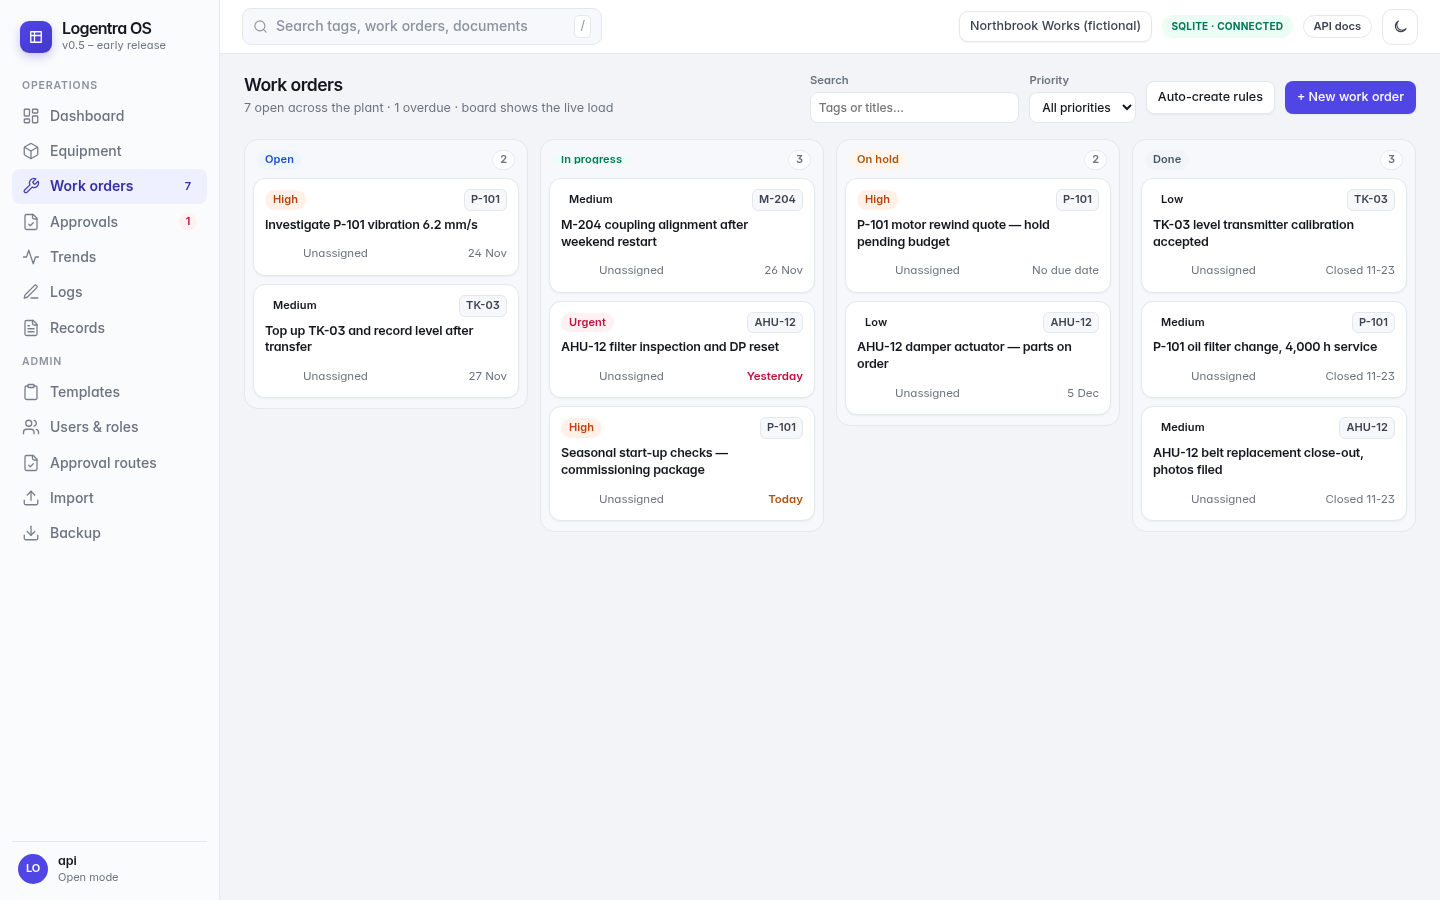 Logentra OS
v0.5 – early release
OPERATIONS
Dashboard
Equipment
Work orders 7
Approvals 1
Trends
Logs
Records
ADMIN
Templates
Users & roles
Approval routes
Import
Backup
LO
api
Open mode
Search tags, work orders, documents /
Northbrook Works (fictional)
SQLITE · CONNECTED
API docs
Work orders
7 open across the plant · 1 overdue · board shows the live load
Search
Tags or titles...
Priority
All priorities
Auto-create rules
+ New work order
Open 2
High P-101
Investigate P-101 vibration 6.2 mm/s
Unassigned 24 Nov
Medium TK-03
Top up TK-03 and record level after
transfer
Unassigned 27 Nov
In progress 3
Medium M-204
M-204 coupling alignment after
weekend restart
Unassigned 26 Nov
Urgent AHU-12
AHU-12 filter inspection and DP reset
Unassigned Yesterday
High P-101
Seasonal start-up checks —
commissioning package
Unassigned Today
On hold 2
High P-101
P-101 motor rewind quote — hold
pending budget
Unassigned No due date
Low AHU-12
AHU-12 damper actuator — parts on
order
Unassigned 5 Dec
Done 3
Low TK-03
TK-03 level transmitter calibration
accepted
Unassigned Closed 11-23
Medium P-101
P-101 oil filter change, 4,000 h service
Unassigned Closed 11-23
Medium AHU-12
AHU-12 belt replacement close-out,
photos filed
Unassigned Closed 11-23